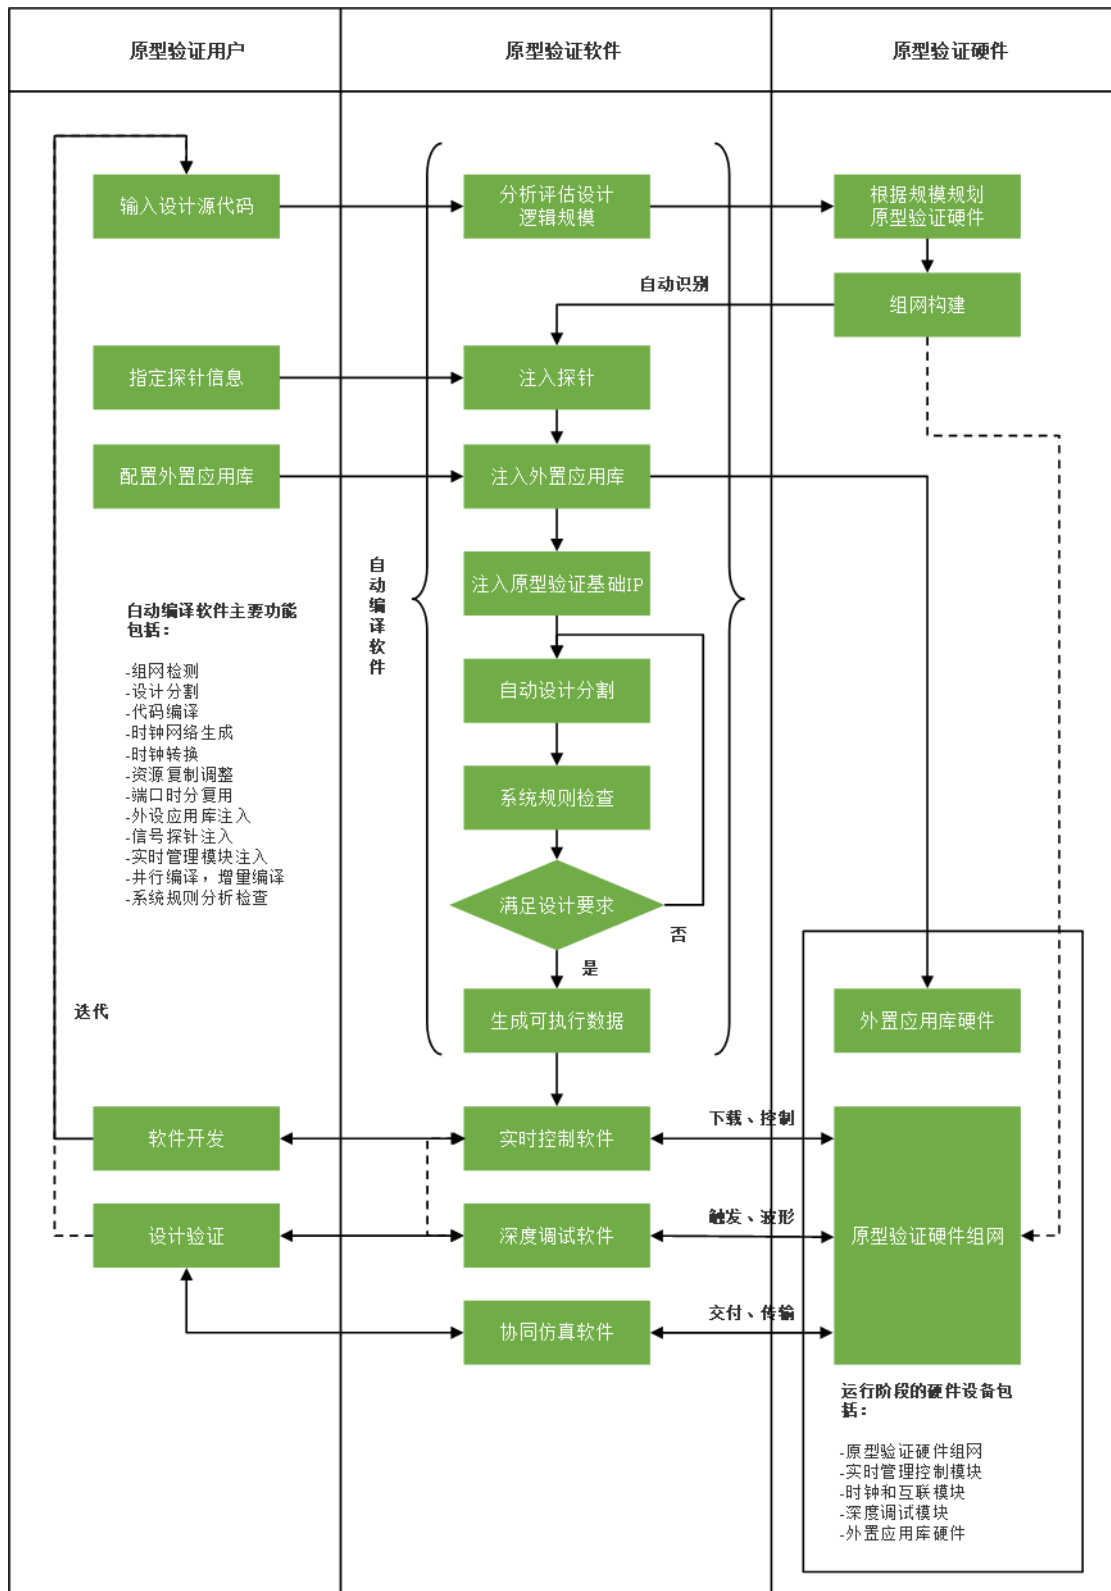 原型验证用户
原型验证软件
原型验证硬件
输入设计源代码
分析评估设计
逻辑规模
根据规模规划
原型验证硬件
自动识别
组网构建
指定探针信息
注入探针
配置外置应用库
注入外置应用库
自动编译软件
注入原型验证基础IP
自动编译软件主要功能
包括：
-组网检测
-设计分割
-代码编译
-时钟网络生成
-时钟转换
-资源复制调整
-端口时分复用
-外设应用库注入
-信号探针注入
-实时管理模块注入
-并行编译，增量编译
-系统规则分析检查
自动设计分割
系统规则检查
满足设计要求
否
是
迭代
生成可执行数据
外置应用库硬件
软件开发
实时控制软件
下载、控制
设计验证
深度调试软件
触发、波形
原型验证硬件组网
协同仿真软件
交付、传输
运行阶段的硬件设备包
括：
-原型验证硬件组网
-实时管理控制模块
-时钟和互联模块
-深度调试模块
-外置应用库硬件